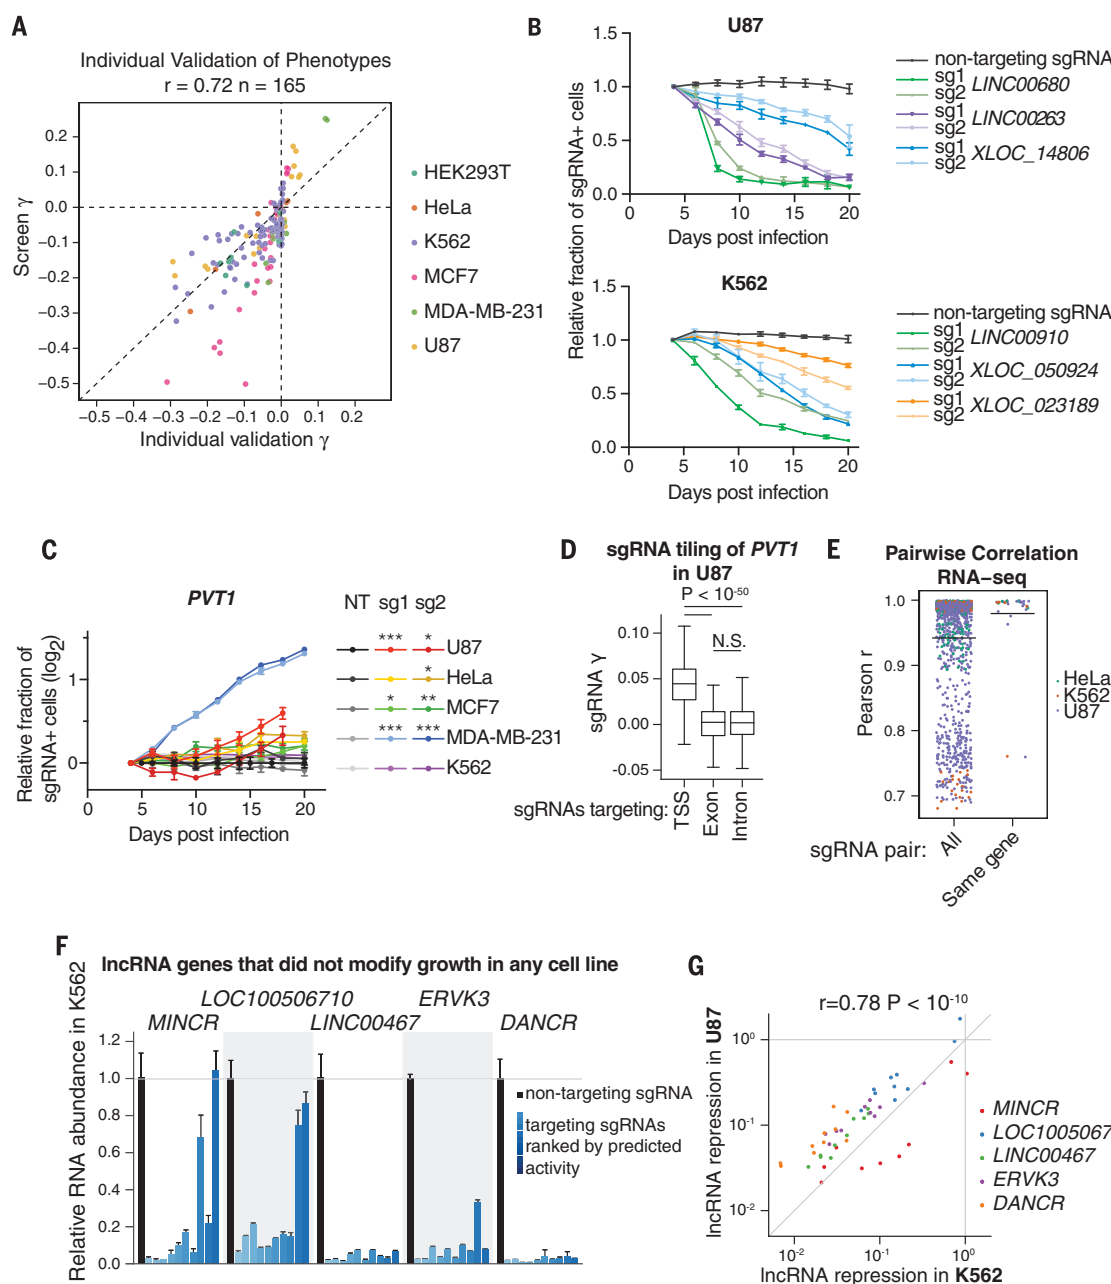 A
Individual Validation of Phenotypes
r = 0.72 n = 165
Screen γ
0.2
0.1
0.0
−0.1
−0.2
−0.3
−0.4
−0.5
−0.5 −0.4 −0.3 −0.2 −0.1 0.0 0.1 0.2
Individual validation γ
HEK293T
HeLa
K562
MCF7
MDA-MB-231
U87
B
U87
Relative fraction of sgRNA+ cells
1.5
1.0
0.5
0.0
0 5 10 15 20
Days post infection
non-targeting sgRNA
sg1
sg2
LINC00680
sg1
sg2
LINC00263
sg1
sg2
XLOC_14806
K562
1.5
1.0
0.5
0.0
0 5 10 15 20
Days post infection
non-targeting sgRNA
sg1
sg2
LINC00910
sg1
sg2
XLOC_050924
sg1
sg2
XLOC_023189
C
PVT1
Relative fraction of
sgRNA+ cells (log2)
1
0
0 5 10 15 20
Days post infection
NT sg1 sg2
*** *
U87
*
HeLa
* **
MCF7
*** ***
MDA-MB-231
K562
D
sgRNA tiling of PVT1
in U87
P < 10-50
N.S.
sgRNA γ
0.10
0.05
0.00
-0.05
sgRNAs targeting:
TSS
Exon
Intron
E
Pairwise Correlation
RNA−seq
Pearson r
1.0
0.9
0.8
0.7
HeLa
K562
U87
sgRNA pair:
All
Same gene
F
lncRNA genes that did not modify growth in any cell line
Relative RNA abundance in K562
LOC100506710
ERVK3
MINCR
LINC00467
DANCR
1.2
1.0
0.8
0.6
0.4
0.2
0.0
non-targeting sgRNA
targeting sgRNAs
ranked by predicted
activity
G
r=0.78 P < 10-10
lncRNA repression in U87
100
10-1
10-2
10-2 10-1 100
lncRNA repression in K562
MINCR
LOC1005067
LINC00467
ERVK3
DANCR